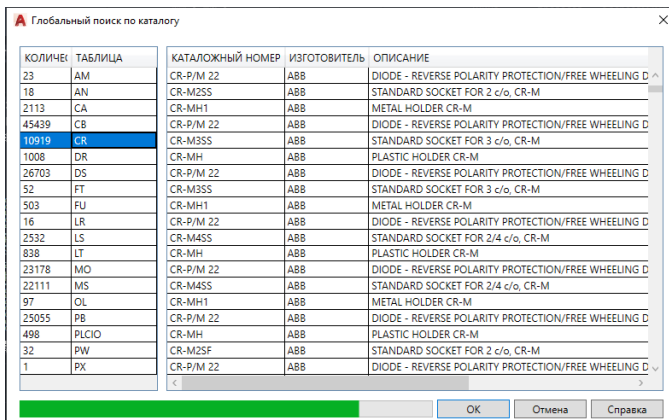 Глобальный поиск по каталогу
КОЛИЧЕС ТАБЛИЦА КАТАЛОЖНЫЙ НОМЕР ИЗГОТОВИТЕЛЬ ОПИСАНИЕ
23 AM CR-P/M 22 ABB DIODE - REVERSE POLARITY PROTECTION/FREE WHEELING D
18 AN CR-M2SS ABB STANDARD SOCKET FOR 2 c/o, CR-M
2113 CA CR-MH1 ABB METAL HOLDER CR-M
45439 CB CR-P/M 22 ABB DIODE - REVERSE POLARITY PROTECTION/FREE WHEELING D
10919 CR CR-M3SS ABB STANDARD SOCKET FOR 3 c/o, CR-M
1008 DR CR-MH ABB PLASTIC HOLDER CR-M
26703 DS CR-P/M 22 ABB DIODE - REVERSE POLARITY PROTECTION/FREE WHEELING D
52 FT CR-M3SS ABB STANDARD SOCKET FOR 3 c/o, CR-M
503 FU CR-MH1 ABB METAL HOLDER CR-M
16 LR CR-P/M 22 ABB DIODE - REVERSE POLARITY PROTECTION/FREE WHEELING D
2532 LS CR-M4SS ABB STANDARD SOCKET FOR 2/4 c/o, CR-M
838 LT CR-MH ABB PLASTIC HOLDER CR-M
23178 MO CR-P/M 22 ABB DIODE - REVERSE POLARITY PROTECTION/FREE WHEELING D
22111 MS CR-M4SS ABB STANDARD SOCKET FOR 2/4 c/o, CR-M
97 OL CR-MH1 ABB METAL HOLDER CR-M
25055 PB CR-P/M 22 ABB DIODE - REVERSE POLARITY PROTECTION/FREE WHEELING D
498 PLCIO CR-MH ABB PLASTIC HOLDER CR-M
32 PW CR-M2SF ABB STANDARD SOCKET FOR 2 c/o, CR-M
1 PX CR-P/M 22 ABB DIODE - REVERSE POLARITY PROTECTION/FREE WHEELING D
OK Отмена Справка